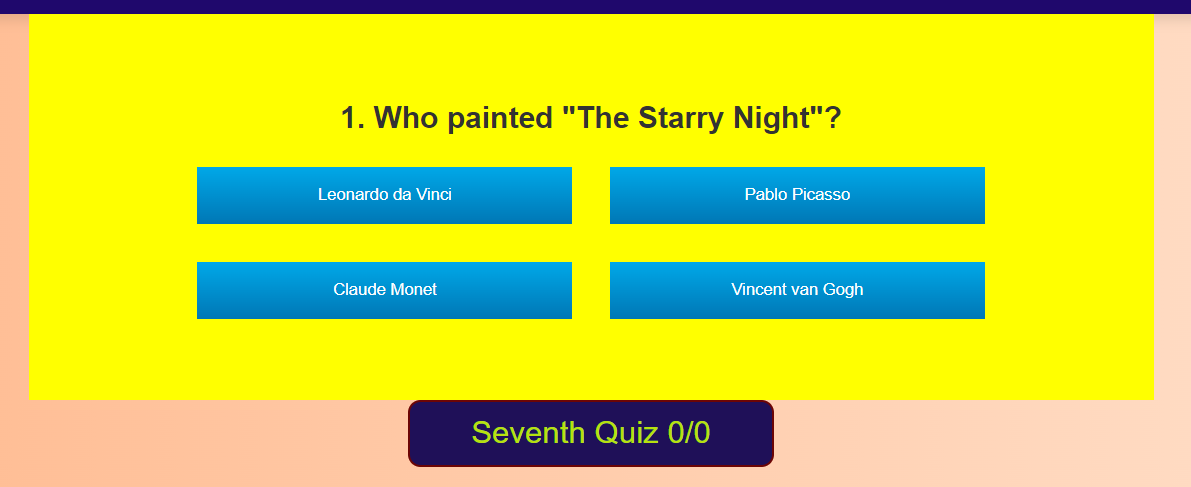 1. Who painted "The Starry Night"?
Leonardo da Vinci
Pablo Picasso
Claude Monet
Vincent van Gogh
Seventh Quiz 0/0